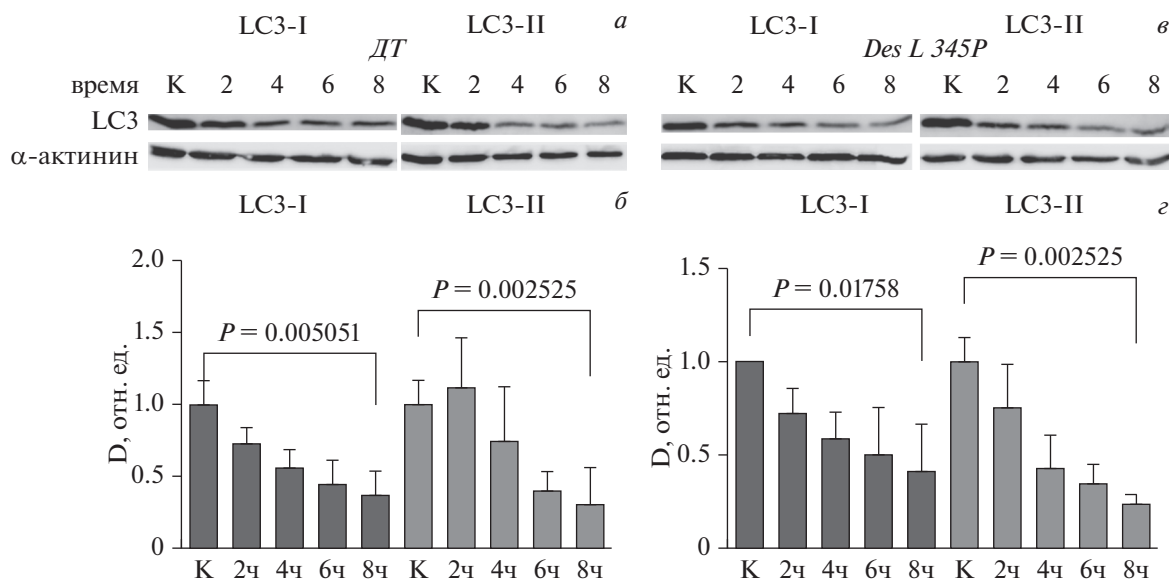 LC3-I LC3-II а
ДТ
время К 2 4 6 8 К 2 4 6 8
LC3
α-актинин
LC3-I LC3-II в
Des L 345P
К 2 4 6 8 К 2 4 6 8
LC3-I LC3-II б
D, отн. ед.
2.0
1.5
1.0
0.5
0
P = 0.005051
P = 0.002525
К 2ч 4ч 6ч 8ч К 2ч 4ч 6ч 8ч
LC3-I LC3-II г
D, отн. ед.
1.5
1.0
0.5
0.0
P = 0.01758
P = 0.002525
К 2ч 4ч 6ч 8ч К 2ч 4ч 6ч 8ч